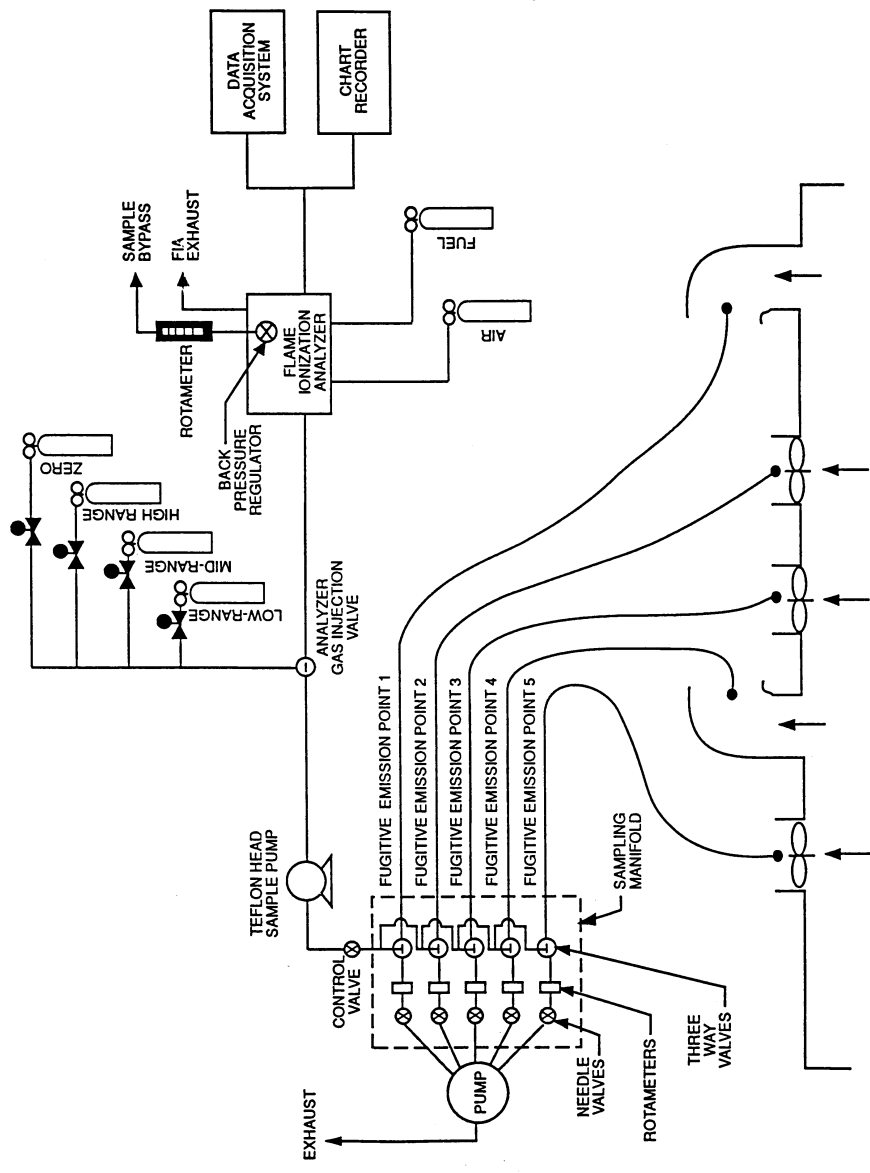 DATA
ACQUISITION
SYSTEM
CHART
RECORDER
SAMPLE
BYPASS
FIA
EXHAUST
ROTAMETER
BACK
PRESSURE
REGULATOR
FLAME
IONIZATION
ANALYZER
FUEL
AIR
ZERO
HIGH RANGE
MID-RANGE
LOW-RANGE
ANALYZER
GAS INJECTION
VALVE
TEFLON HEAD
SAMPLE PUMP
CONTROL
VALVE
FUGITIVE EMISSION POINT 1
FUGITIVE EMISSION POINT 2
FUGITIVE EMISSION POINT 3
FUGITIVE EMISSION POINT 4
FUGITIVE EMISSION POINT 5
SAMPLING
MANIFOLD
EXHAUST
PUMP
NEEDLE
VALVES
ROTAMETERS
THREE
WAY
VALVES